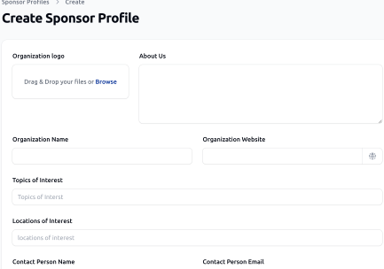 Sponsor Profiles > Create
Create Sponsor Profile
Organization logo
About Us
Drag & Drop your files or Browse
Organization Name
Organization Website
Topics of Interest
Topics of Interst
Locations of Interest
locations of Interest
Contact Person Name
Contact Person Email